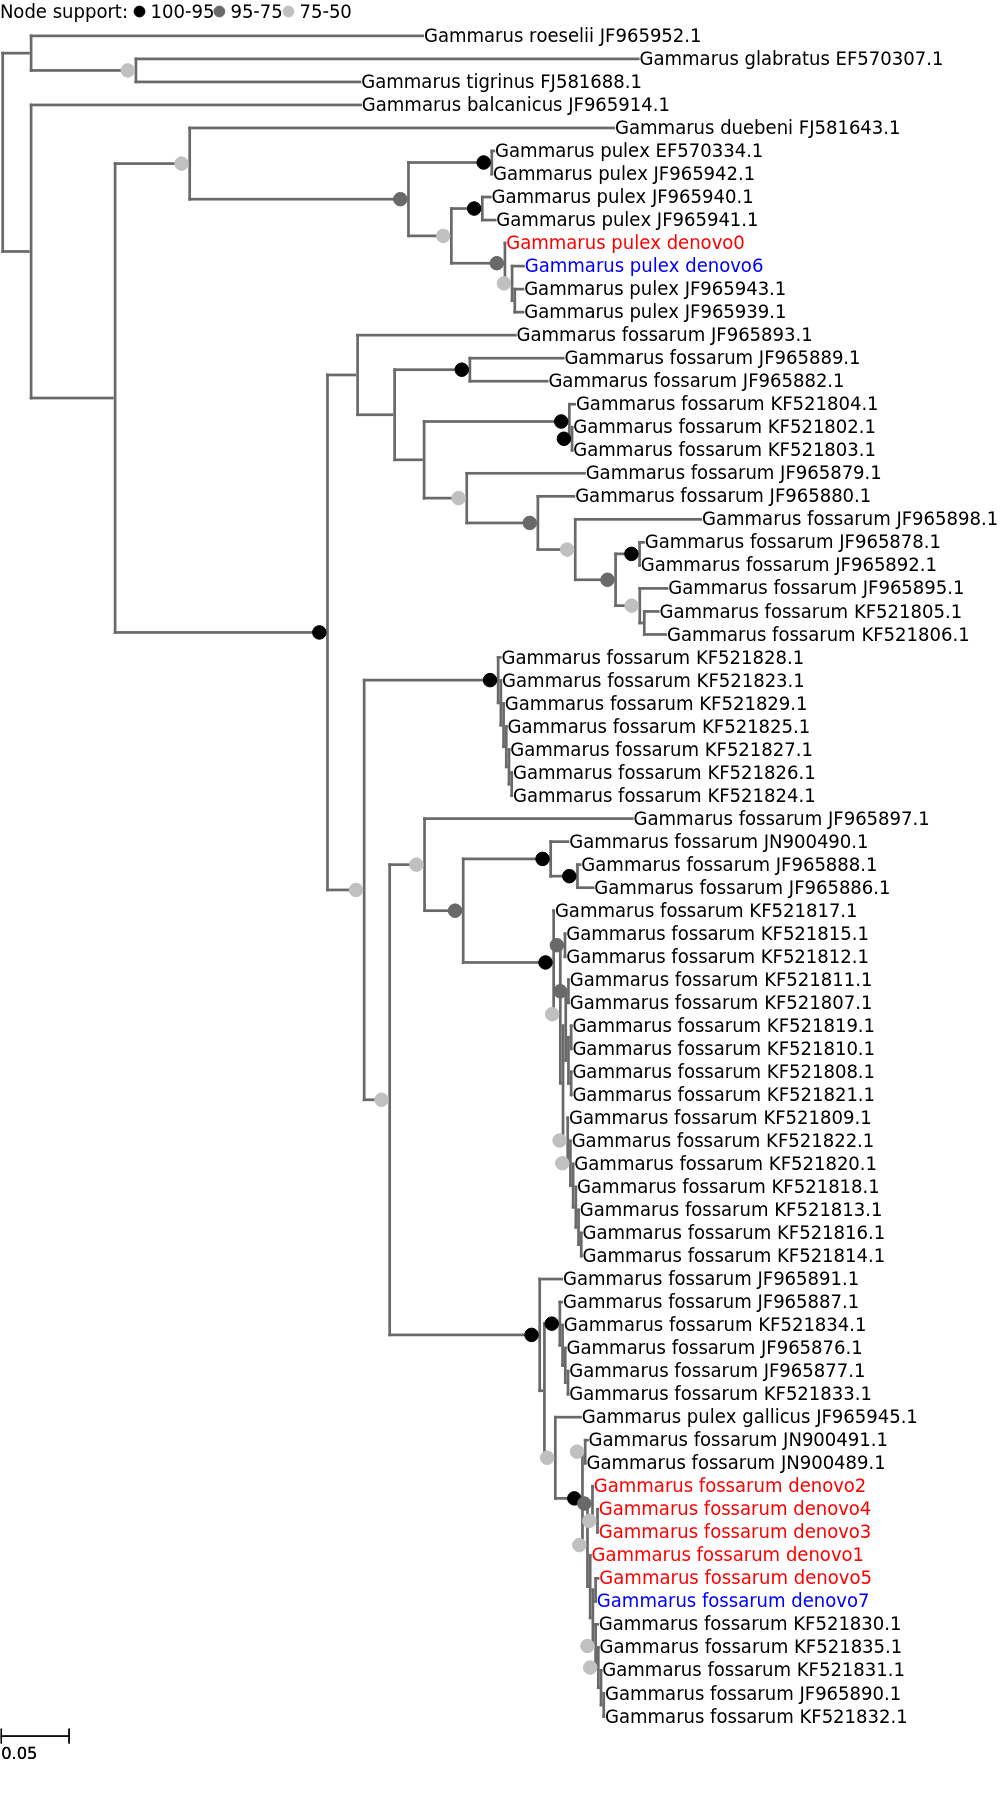 Node support: 100-95 95-75 75-50
Gammarus roeselii JF965952.1
Gammarus glabratus EF570307.1
Gammarus tigrinus FJ581688.1
Gammarus balcanicus JF965914.1
Gammarus duebeni FJ581643.1
Gammarus pulex EF570334.1
Gammarus pulex JF965942.1
Gammarus pulex JF965940.1
Gammarus pulex JF965941.1
Gammarus pulex denovo0
Gammarus pulex denovo6
Gammarus pulex JF965943.1
Gammarus pulex JF965939.1
Gammarus fossarum JF965893.1
Gammarus fossarum JF965889.1
Gammarus fossarum JF965882.1
Gammarus fossarum KF521804.1
Gammarus fossarum KF521802.1
Gammarus fossarum KF521803.1
Gammarus fossarum JF965879.1
Gammarus fossarum JF965880.1
Gammarus fossarum JF965898.1
Gammarus fossarum JF965878.1
Gammarus fossarum JF965892.1
Gammarus fossarum JF965895.1
Gammarus fossarum KF521805.1
Gammarus fossarum KF521806.1
Gammarus fossarum KF521828.1
Gammarus fossarum KF521823.1
Gammarus fossarum KF521829.1
Gammarus fossarum KF521825.1
Gammarus fossarum KF521827.1
Gammarus fossarum KF521826.1
Gammarus fossarum KF521824.1
Gammarus fossarum JF965897.1
Gammarus fossarum JN900490.1
Gammarus fossarum JF965888.1
Gammarus fossarum JF965886.1
Gammarus fossarum KF521817.1
Gammarus fossarum KF521815.1
Gammarus fossarum KF521812.1
Gammarus fossarum KF521811.1
Gammarus fossarum KF521807.1
Gammarus fossarum KF521819.1
Gammarus fossarum KF521810.1
Gammarus fossarum KF521808.1
Gammarus fossarum KF521821.1
Gammarus fossarum KF521809.1
Gammarus fossarum KF521822.1
Gammarus fossarum KF521820.1
Gammarus fossarum KF521818.1
Gammarus fossarum KF521813.1
Gammarus fossarum KF521816.1
Gammarus fossarum KF521814.1
Gammarus fossarum JF965891.1
Gammarus fossarum JF965887.1
Gammarus fossarum KF521834.1
Gammarus fossarum JF965876.1
Gammarus fossarum JF965877.1
Gammarus fossarum KF521833.1
Gammarus pulex gallicus JF965945.1
Gammarus fossarum JN900491.1
Gammarus fossarum JN900489.1
Gammarus fossarum denovo2
Gammarus fossarum denovo4
Gammarus fossarum denovo3
Gammarus fossarum denovo1
Gammarus fossarum denovo5
Gammarus fossarum denovo7
Gammarus fossarum KF521830.1
Gammarus fossarum KF521835.1
Gammarus fossarum KF521831.1
Gammarus fossarum JF965890.1
Gammarus fossarum KF521832.1
0.05